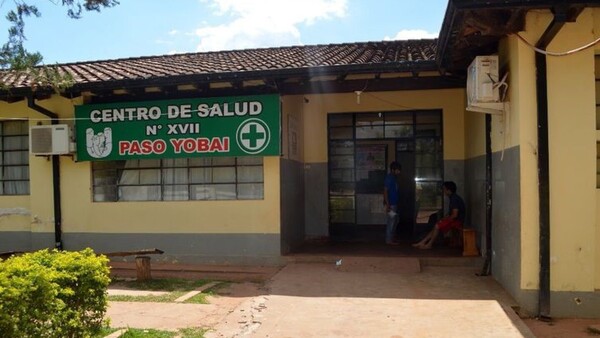 CENTRO DE SALUD
N° XVII
PASO YOBAI